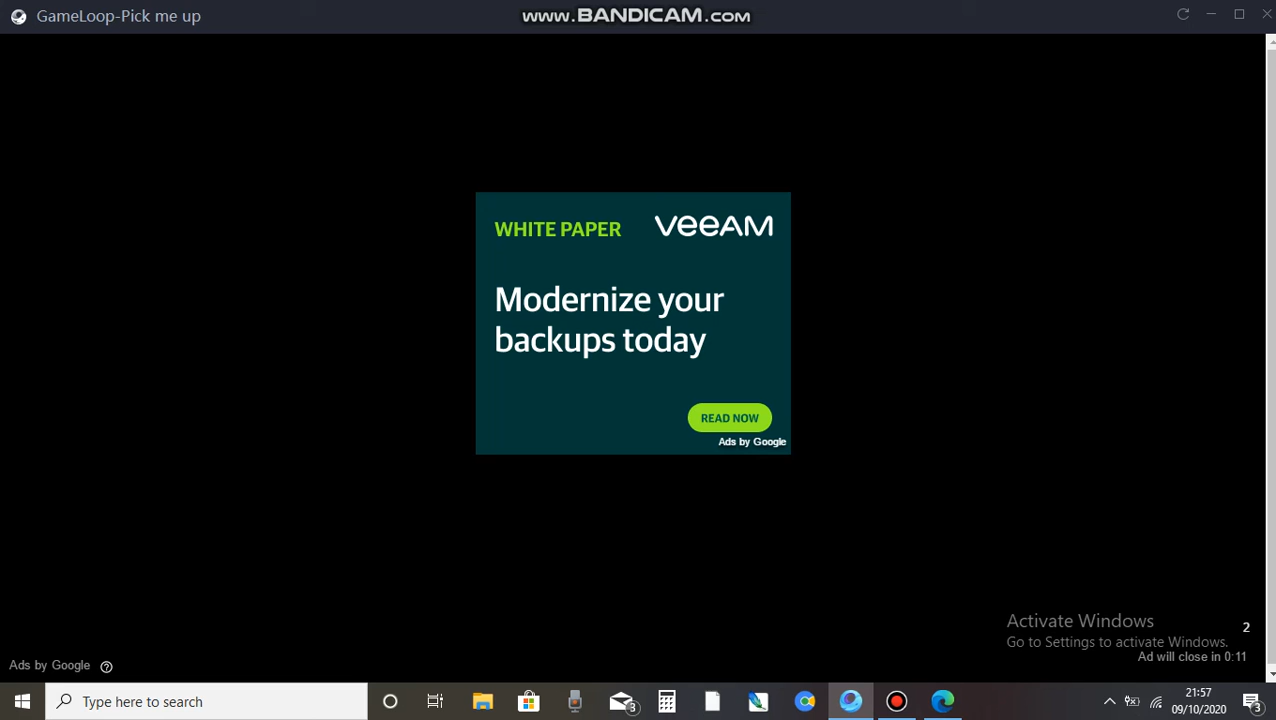 GameLoop-Pick me up
www.BANDICAM.com
WHITE PAPER
veeAM
Modernize your
backups today
READ NOW
Ads by Google
Activate Windows
2
Go to Settings to activate Windows.
Ad will close in 0:11
Ads by Google
Type here to search
3
21:57
09/10/2020
3